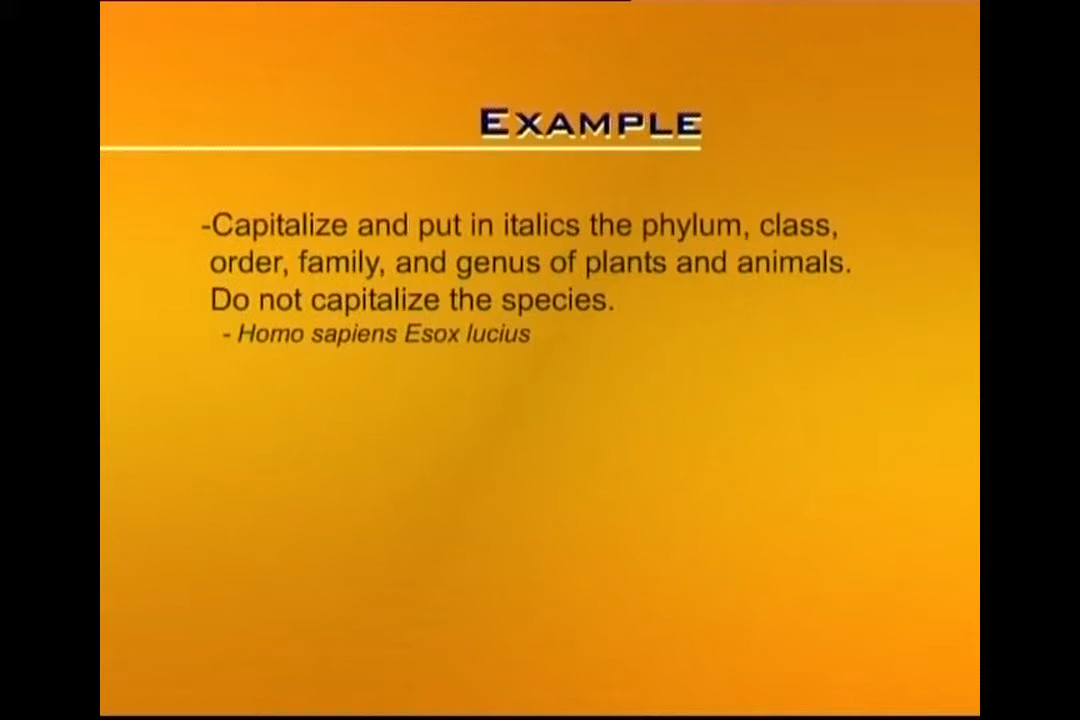 EXAMPLE
-Capitalize and put in italics the phylum, class,
order, family, and genus of plants and animals.
Do not capitalize the species.
- Homo sapiens Esox lucius